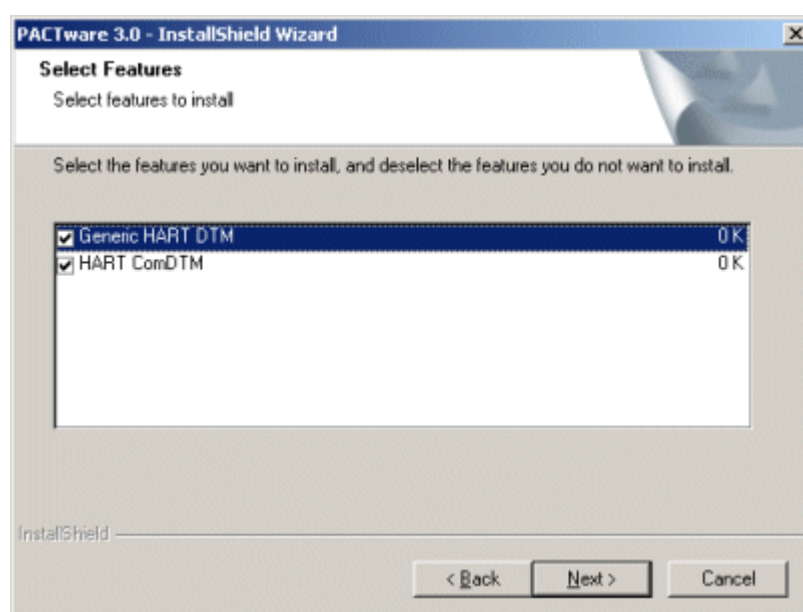 PACTware 3.0 - InstallShield Wizard
Select Features
Select features to install
Select the features you want to install, and deselect the features you do not want to install.
Generic HART DTM 0 K
HART ComDTM 0 K
InstallShield
< Back Next > Cancel